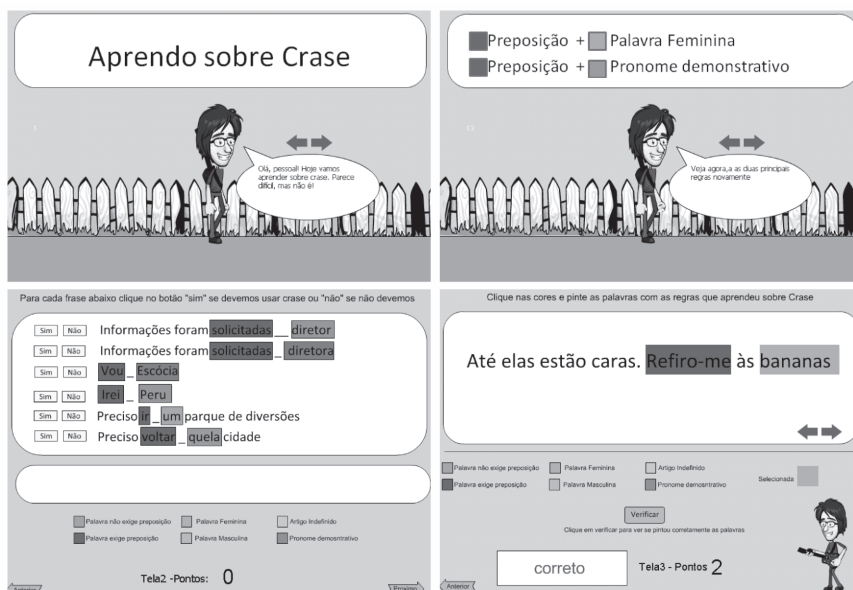 Aprendo sobre Crase
Olá, pessoal! Hoje vamos
aprender sobre crase. Parece
difícil, mas não é!
Preposição + Palavra Feminina
Preposição + Pronome demonstrativo
13
Veja agora,a as duas principais
regras novamente
Para cada frase abaixo clique no botão "sim" se devemos usar crase ou "não" se não devemos
Sim Não Informações foram solicitadas __ diretor
Sim Não Informações foram solicitadas _ diretora
Sim Não Vou _ Escócia
Sim Não Irei _ Peru
Sim Não Preciso ir _ um parque de diversões
Sim Não Preciso voltar _ quela cidade
Palavra não exige preposição Palavra Feminina Artigo Indefinido
Palavra exige preposição Palavra Masculina Pronome demosntrativo
Tela2 -Pontos: 0
Anterior Proximo
Clique nas cores e pinte as palavras com as regras que aprendeu sobre Crase
Até elas estão caras. Refiro-me às bananas
Palavra não exige preposição Palavra Feminina Artigo Indefinido
Palavra exige preposição Palavra Masculina Pronome demosntrativo
Selecionada
Verificar
Clique em verificar para ver se pintou corretamente as palavras
correto
Tela3 - Pontos 2
Anterior